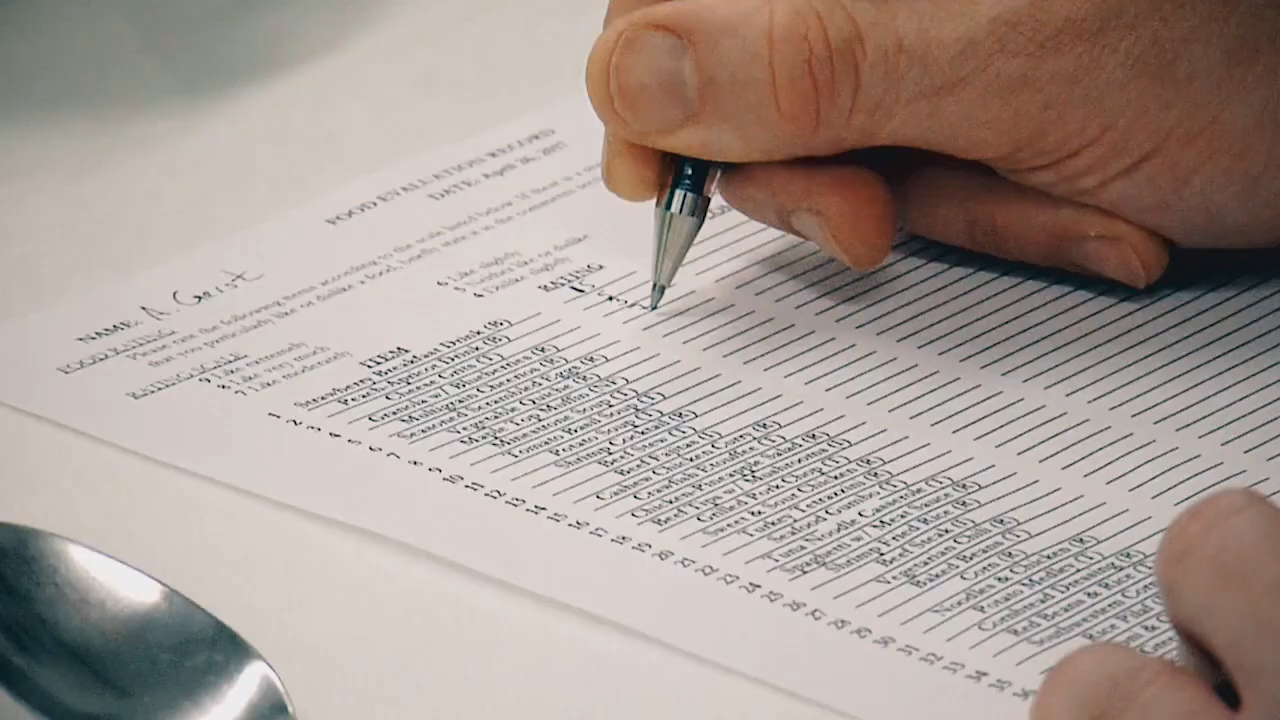 FOOD EVALUATION RECORD
DATE: April 26, 2017
NAME: A. Gerst
FOOD RATING
Please rate the following items according to the scale listed below. If there is a
that you particularly like or dislike a food, kindly state it in the comments
RATING SCALE
9 Like extremely
8 Like very much
7 Like moderately
6 Like slightly
5 Neither like or dislike
4 Dislike slightly
ITEM RATING
1 Strawberry Breakfast Drink (B)
2 Peach-Apricot Drink (B)
3 Cheese Grits (R)
4 Granola w/ Blueberries (R)
5 Multigrain Cheerios (R)
6 Seasoned Scrambled Eggs (R)
7 Vegetable Quiche (R)
8 Maple Top Muffin
9 Minestrone Soup
10 Tomato Basil Soup
11 Potato Soup
12 Shrimp Cocktail
13 Beef Stew
14 Beef Fajitas
15 Cashew Chicken Curry (R)
16 Crawfish Etouffee
17 Chicken-Pineapple Salad (R)
18 Beef Tips w/ Mushrooms
19 Grilled Pork Chop (T)
20 Sweet & Sour Chicken
21 Turkey Tetrazzini (R)
22 Seafood Gumbo
23 Tuna Noodle Casserole
24 Spaghetti w/ Meat Sauce (R)
25 Shrimp Fried Rice (R)
26 Beef Steak (I)
27 Vegetarian Chili (R)
28 Baked Beans
29 Corn (R)
30 Noodles & Chicken (R)
31 Potato Medley
32 Cornbread Dressing (R)
33 Red Beans & Rice
34 Southwestern Corn
35 Rice Pilaf
36